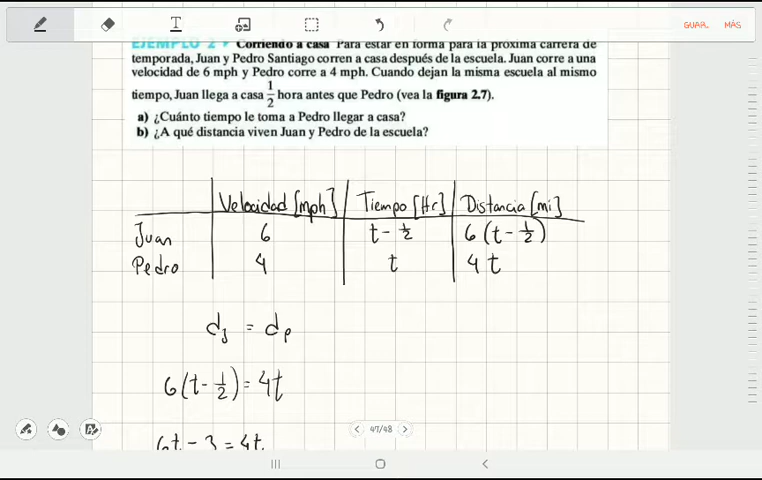 GUAR. MÁS
EJEMPLO 2 Corriendo a casa Para estar en forma para la próxima carrera de
temporada, Juan y Pedro Santiago corren a casa después de la escuela. Juan corre a una
velocidad de 6 mph y Pedro corre a 4 mph. Cuando dejan la misma escuela al mismo
tiempo, Juan llega a casa 1/2 hora antes que Pedro (vea la figura 2.7).
a) ¿Cuánto tiempo le toma a Pedro llegar a casa?
b) ¿A qué distancia viven Juan y Pedro de la escuela?
Velocidad [mph] Tiempo [Hr] Distancia [mi]
Juan 6 t - 1/2 6 (t - 1/2)
Pedro 4 t 4 t
dJ = dP
6(t - 1/2) = 4t
6t - 3 = 4t
47/48